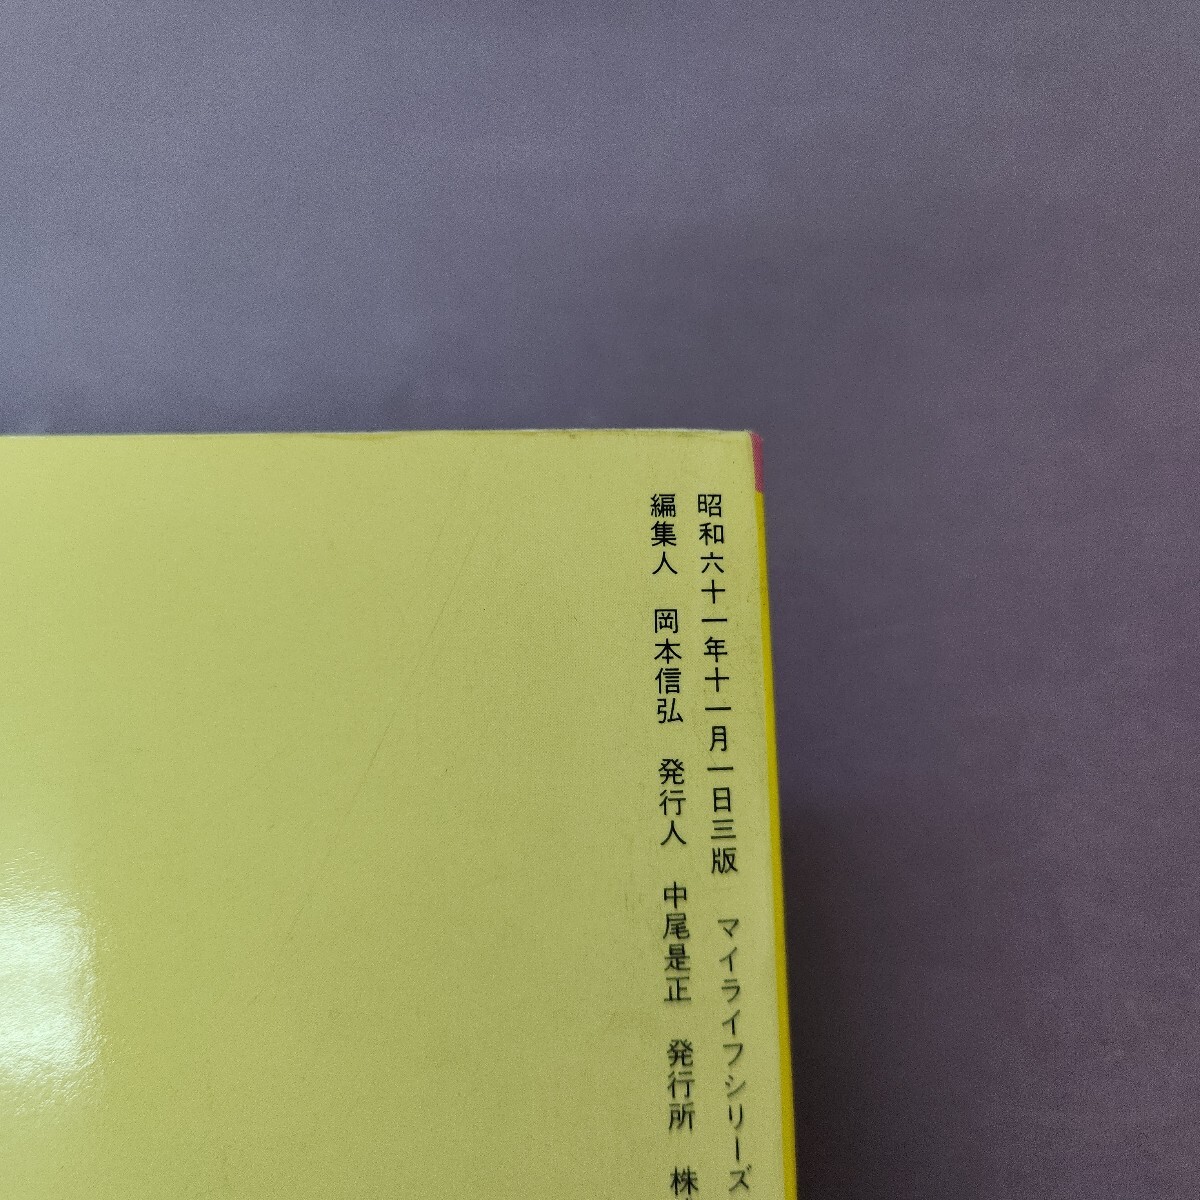 昭和六十一年十一月一日三版 マイライフシリーズ
編集人 岡本信弘 発行人 中尾是正 発行所 株